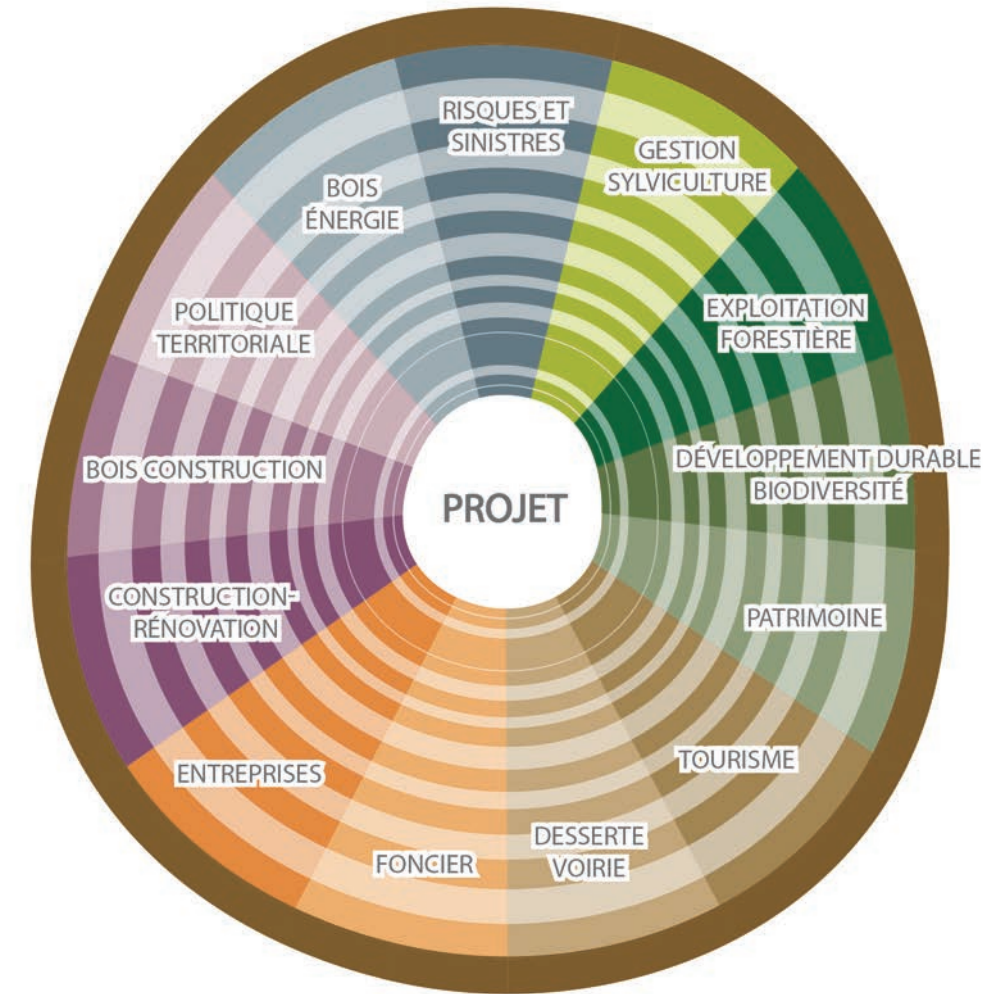 RISQUES ET
SINISTRES
GESTION
SYLVICULTURE
EXPLOITATION
FORESTIÈRE
DÉVELOPPEMENT DURABLE
BIODIVERSITÉ
PATRIMOINE
TOURISME
DESSERTE
VOIRIE
FONCIER
ENTREPRISES
CONSTRUCTION-
RÉNOVATION
BOIS CONSTRUCTION
POLITIQUE
TERRITORIALE
BOIS
ÉNERGIE
PROJET